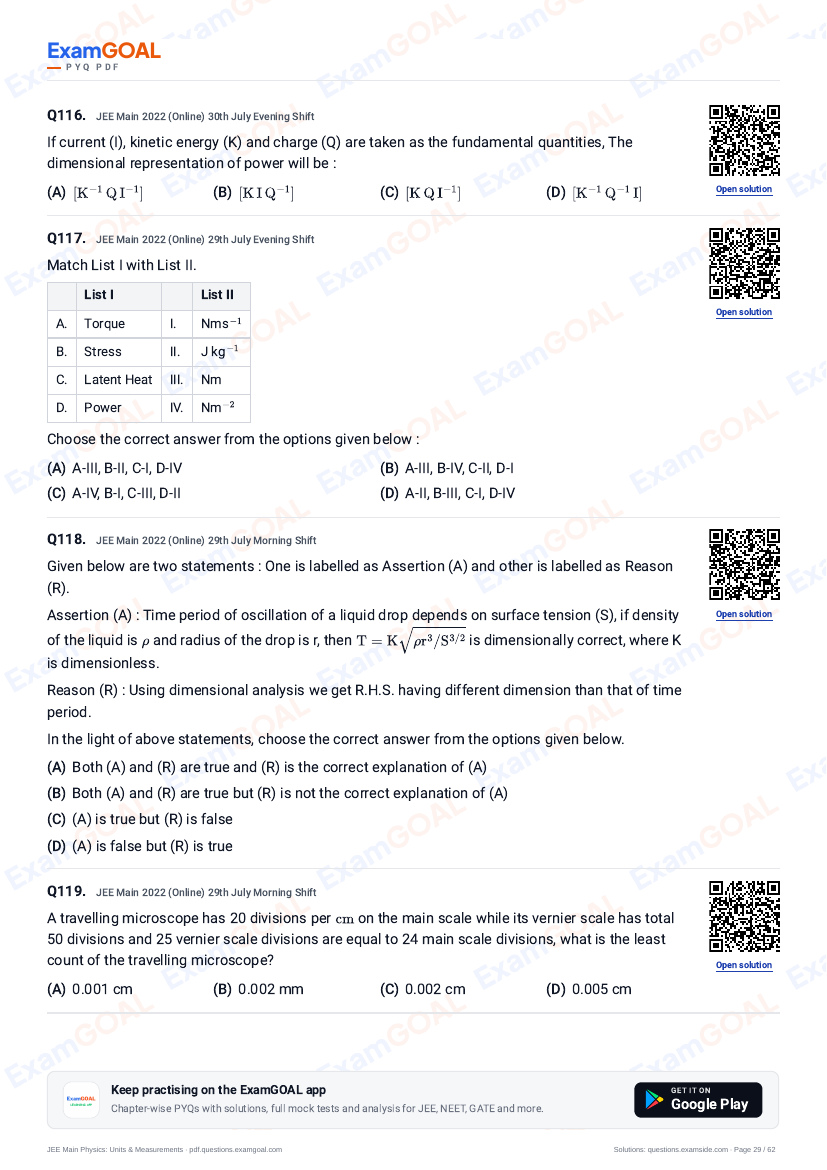 ExamGOAL
PYQ PDF
Q116. JEE Main 2022 (Online) 30th July Evening Shift
If current (I), kinetic energy (K) and charge (Q) are taken as the fundamental quantities, The
dimensional representation of power will be :
(A) [K⁻¹ Q I⁻¹] (B) [K I Q⁻¹] (C) [K Q I⁻¹] (D) [K⁻¹ Q⁻¹ I]
Open solution
Q117. JEE Main 2022 (Online) 29th July Evening Shift
Match List I with List II.
List I List II
A. Torque I. Nms⁻¹
B. Stress II. J kg⁻¹
C. Latent Heat III. Nm
D. Power IV. Nm⁻²
Open solution
Choose the correct answer from the options given below :
(A) A-III, B-II, C-I, D-IV (B) A-III, B-IV, C-II, D-I
(C) A-IV, B-I, C-III, D-II (D) A-II, B-III, C-I, D-IV
Q118. JEE Main 2022 (Online) 29th July Morning Shift
Given below are two statements : One is labelled as Assertion (A) and other is labelled as Reason
(R).
Assertion (A) : Time period of oscillation of a liquid drop depends on surface tension (S), if density
of the liquid is ρ and radius of the drop is r, then T = K√(ρr³/S³ᐟ²) is dimensionally correct, where K
is dimensionless.
Reason (R) : Using dimensional analysis we get R.H.S. having different dimension than that of time
period.
In the light of above statements, choose the correct answer from the options given below.
(A) Both (A) and (R) are true and (R) is the correct explanation of (A)
(B) Both (A) and (R) are true but (R) is not the correct explanation of (A)
(C) (A) is true but (R) is false
(D) (A) is false but (R) is true
Open solution
Q119. JEE Main 2022 (Online) 29th July Morning Shift
A travelling microscope has 20 divisions per cm on the main scale while its vernier scale has total
50 divisions and 25 vernier scale divisions are equal to 24 main scale divisions, what is the least
count of the travelling microscope?
(A) 0.001 cm (B) 0.002 mm (C) 0.002 cm (D) 0.005 cm
Open solution
ExamGOAL
Keep practising on the ExamGOAL app
Chapter-wise PYQs with solutions, full mock tests and analysis for JEE, NEET, GATE and more.
GET IT ON
Google Play
JEE Main Physics: Units & Measurements · pdf.questions.examgoal.com
Solutions: questions.examside.com · Page 29 / 62